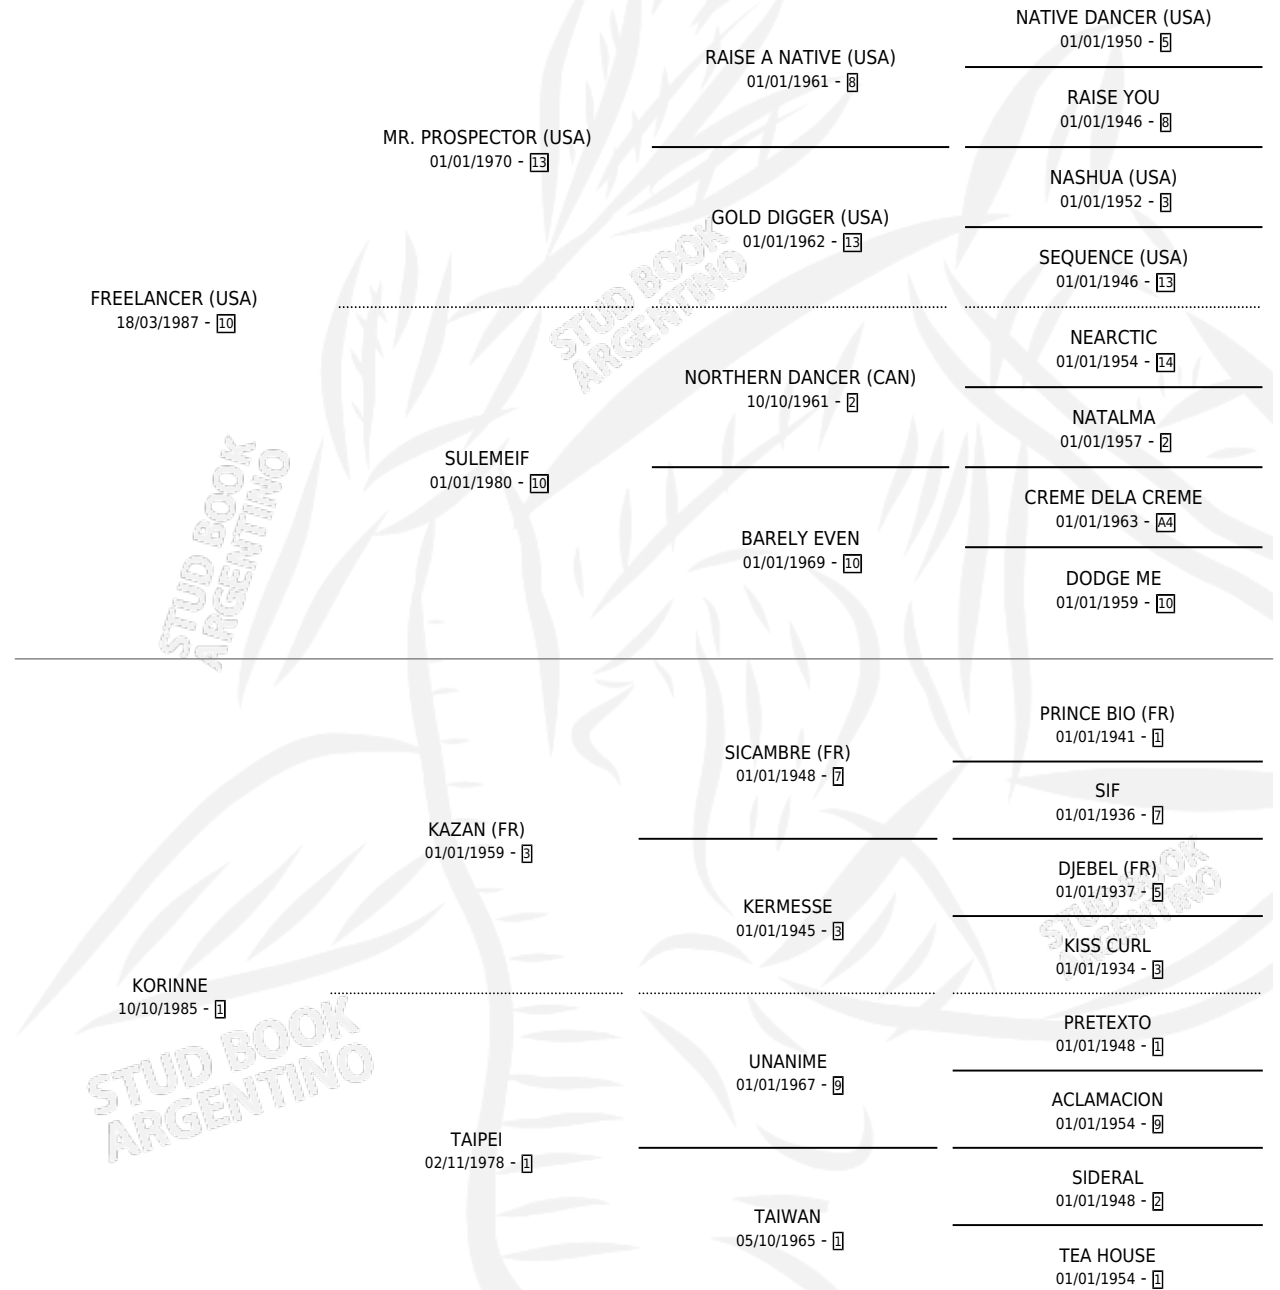 NATIVE DANCER (USA)
01/01/1950 - 5
RAISE A NATIVE (USA)
01/01/1961 - 8
RAISE YOU
01/01/1946 - 8
MR. PROSPECTOR (USA)
01/01/1970 - 13
NASHUA (USA)
01/01/1952 - 3
GOLD DIGGER (USA)
01/01/1962 - 13
SEQUENCE (USA)
01/01/1946 - 13
FREELANCER (USA)
18/03/1987 - 10
STUD BOOK
ARGENTINO
NEARCTIC
01/01/1954 - 14
NORTHERN DANCER (CAN)
10/10/1961 - 2
NATALMA
01/01/1957 - 2
SULEMEIF
01/01/1980 - 10
CREME DELA CREME
01/01/1963 - A4
BARELY EVEN
01/01/1969 - 10
DODGE ME
01/01/1959 - 10
STUD BOOK
ARGENTINO
PRINCE BIO (FR)
01/01/1941 - 1
SICAMBRE (FR)
01/01/1948 - 7
SIF
01/01/1936 - 7
KAZAN (FR)
01/01/1959 - 3
DJEBEL (FR)
01/01/1937 - 5
KERMESSE
01/01/1945 - 3
STUD BOOK
ARGENTINO
KISS CURL
01/01/1934 - 3
KORINNE
10/10/1985 - 1
STUD BOOK
ARGENTINO
PRETEXTO
01/01/1948 - 1
UNANIME
01/01/1967 - 9
ACLAMACION
01/01/1954 - 9
TAIPEI
02/11/1978 - 1
SIDERAL
01/01/1948 - 2
TAIWAN
05/10/1965 - 1
TEA HOUSE
01/01/1954 - 1